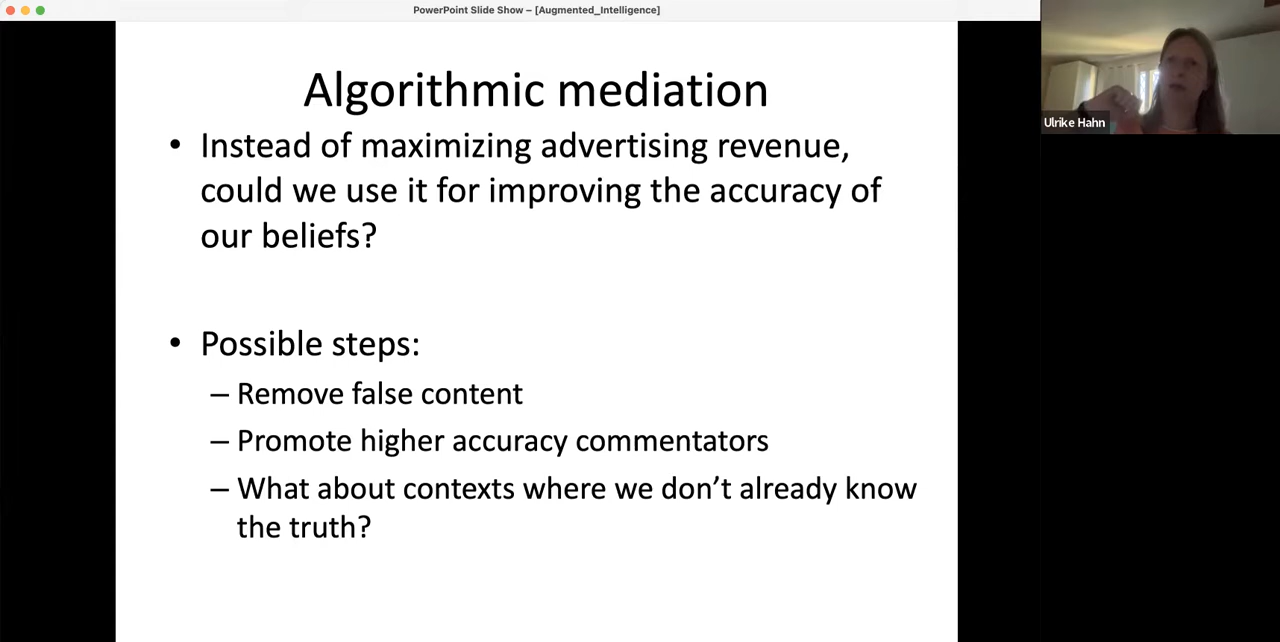 PowerPoint Slide Show – [Augmented_Intelligence]
Algorithmic mediation
• Instead of maximizing advertising revenue,
could we use it for improving the accuracy of
our beliefs?
• Possible steps:
– Remove false content
– Promote higher accuracy commentators
– What about contexts where we don’t already know
the truth?
Ulrike Hahn